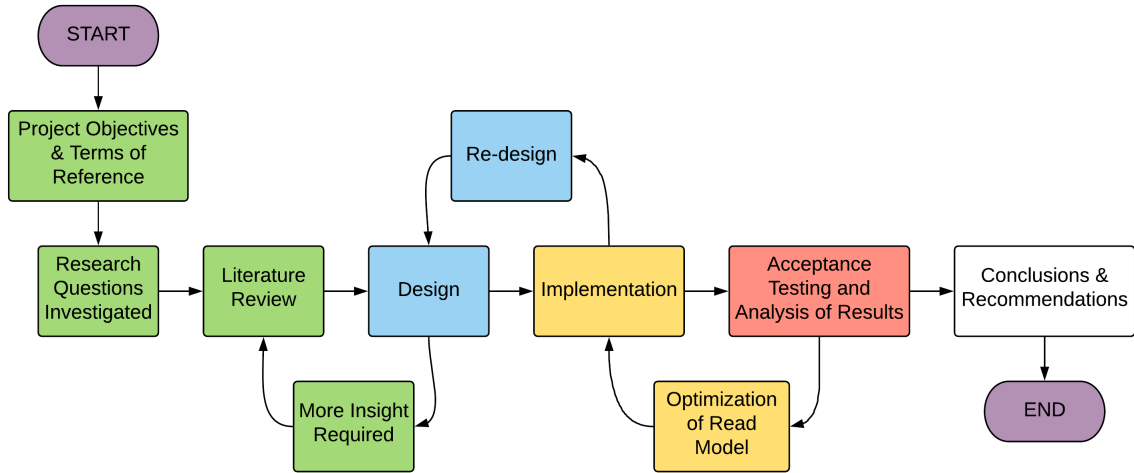 START
Project Objectives
& Terms of
Reference
Re-design
Research
Questions
Investigated
Literature
Review
Design
Implementation
Acceptance
Testing and
Analysis of Results
Conclusions &
Recommendations
More Insight
Required
Optimization
of Read
Model
END